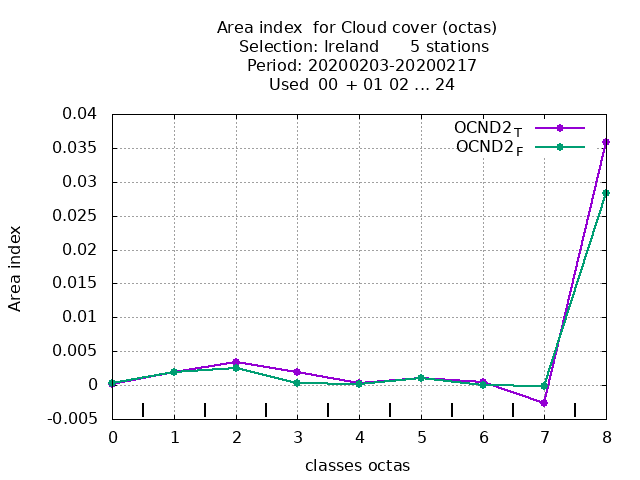 Area index  for Cloud cover (octas)
Selection: Ireland      5 stations
Period: 20200203-20200217
Used  00 + 01 02 ... 24
OCND2T
OCND2F
0.04
0.035
0.03
0.025
0.02
0.015
0.01
0.005
0
-0.005
Area index
0 1 2 3 4 5 6 7 8
classes octas